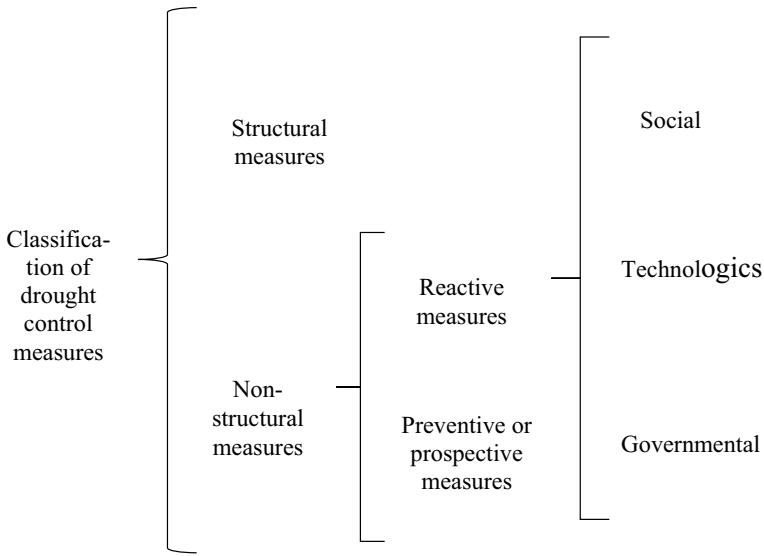 Classifica-
tion of
drought
control
measures
Structural
measures
Non-
structural
measures
Reactive
measures
Preventive or
prospective
measures
Social
Technologics
Governmental